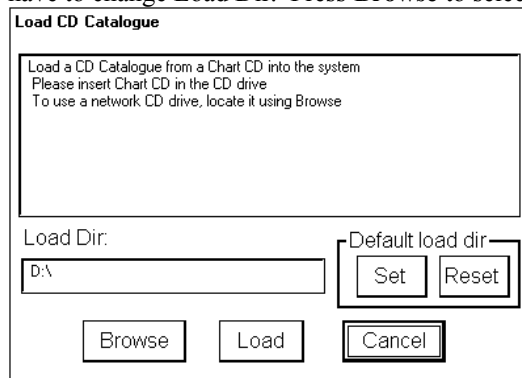 have to change Load Dir. Press Browse to select
Load CD Catalogue
Load a CD Catalogue from a Chart CD into the system
Please insert Chart CD in the CD drive
To use a network CD drive, locate it using Browse
Load Dir:
Default load dir
D:\
Set
Reset
Browse
Load
Cancel